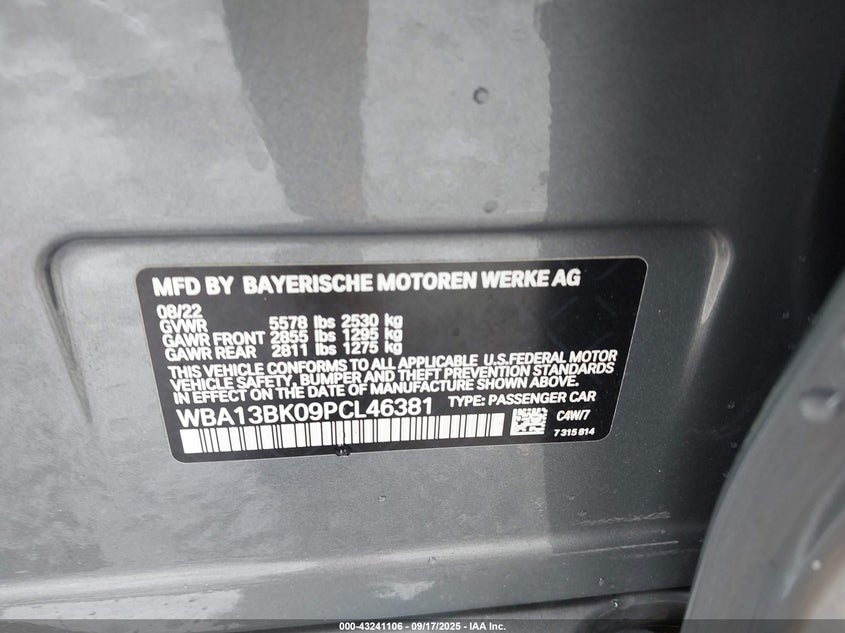 MFD BY BAYERISCHE MOTOREN WERKE AG
08/22
GVWR 5578 lbs 2530 kg
GAWR FRONT 2855 lbs 1295 kg
GAWR REAR 2811 lbs 1275 kg
THIS VEHICLE CONFORMS TO ALL APPLICABLE U.S.FEDERAL MOTOR
VEHICLE SAFETY, BUMPER AND THEFT PREVENTION STANDARDS
IN EFFECT ON THE DATE OF MANUFACTURE SHOWN ABOVE.
WBA13BK09PCL46381 TYPE: PASSENGER CAR
C4W/7
7 315 814
000-43241106 - 09/17/2025 - IAA Inc.